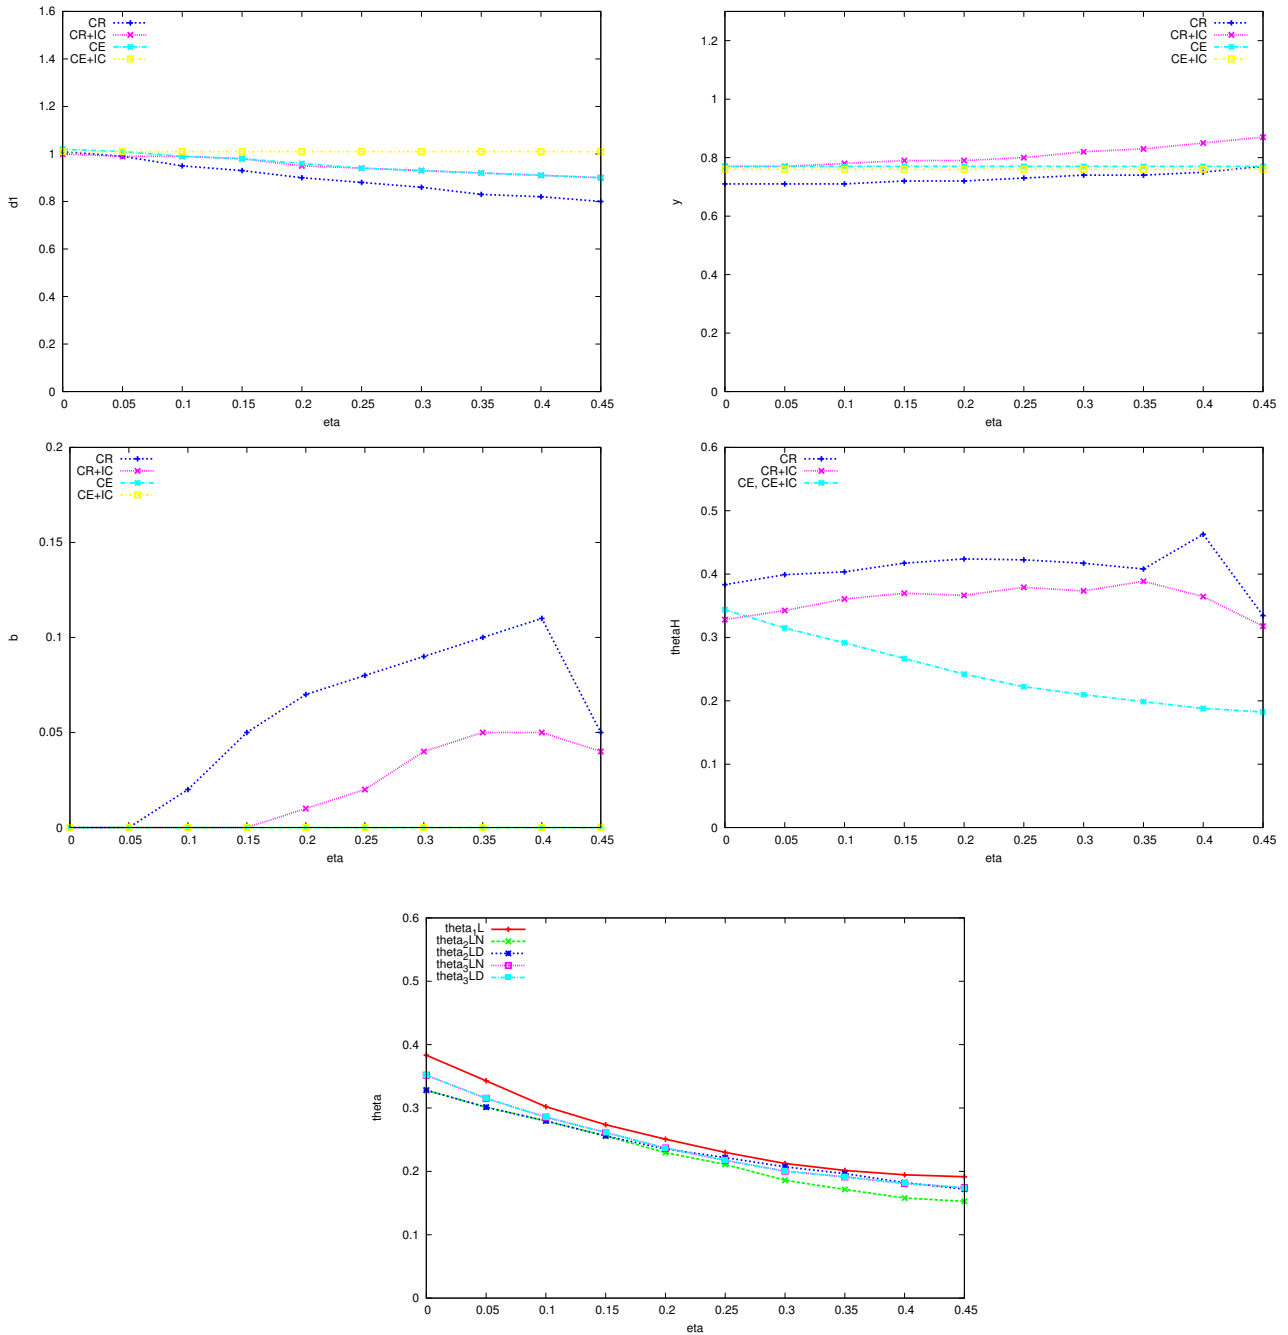 CR
CR+IC
CE
CE+IC
1.6
1.4
1.2
1
0.8
0.6
0.4
0.2
0
d1
0 0.05 0.1 0.15 0.2 0.25 0.3 0.35 0.4 0.45
eta
CR
CR+IC
CE
CE+IC
1.2
1
0.8
0.6
0.4
0.2
0
y
0 0.05 0.1 0.15 0.2 0.25 0.3 0.35 0.4 0.45
eta
CR
CR+IC
CE
CE+IC
0.2
0.15
0.1
0.05
0
b
0 0.05 0.1 0.15 0.20 0.25 0.3 0.35 0.4 0.45
eta
CR
CR+IC
CE, CE+IC
0.6
0.5
0.4
0.3
0.2
0.1
0
thetaH
0 0.05 0.1 0.15 0.2 0.25 0.3 0.35 0.4 0.45
eta
theta₁L
theta₂LN
theta₂LD
theta₃LN
theta₃LD
0.6
0.5
0.4
0.3
0.2
0.1
0
theta
0 0.05 0.1 0.15 0.2 0.25 0.3 0.35 0.4 0.45
eta